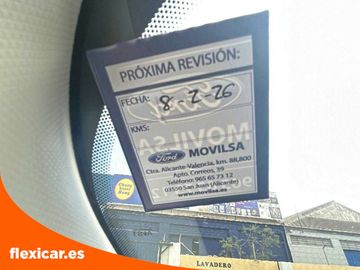 PRÓXIMA REVISIÓN:
FECHA: 8-2-26
KMS:
Ford MOVILSA
Ctra. Alicante-Valencia, km. 88,800
Apto. Correos, 39
Teléfono: 965 65 73 12
03550 San Juan (Alicante)
www.movilsa.es
flexicar.es
LAVADERO